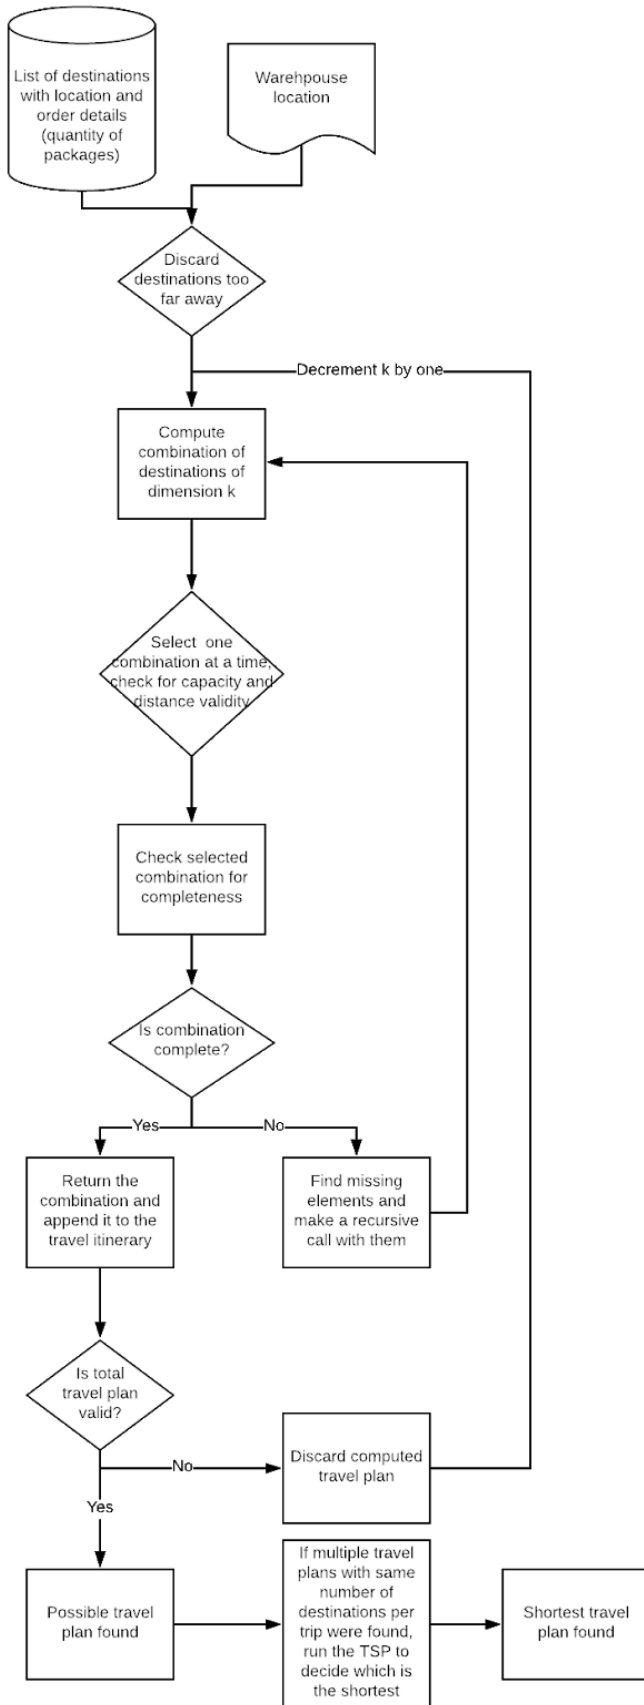 List of destinations
with location and
order details
(quantity of
packages)
Warehpouse
location
Discard
destinations too
far away
Decrement k by one
Compute
combination of
destinations of
dimension k
Select one
combination at a time,
check for capacity and
distance validity
Check selected
combination for
completeness
Is combination
complete?
Yes
No
Return the
combination and
append it to the
travel itinerary
Find missing
elements and
make a recursive
call with them
Is total
travel plan
valid?
No
Discard computed
travel plan
Yes
Possible travel
plan found
If multiple travel
plans with same
number of
destinations per
trip were found,
run the TSP to
decide which is
the shortest
Shortest travel
plan found